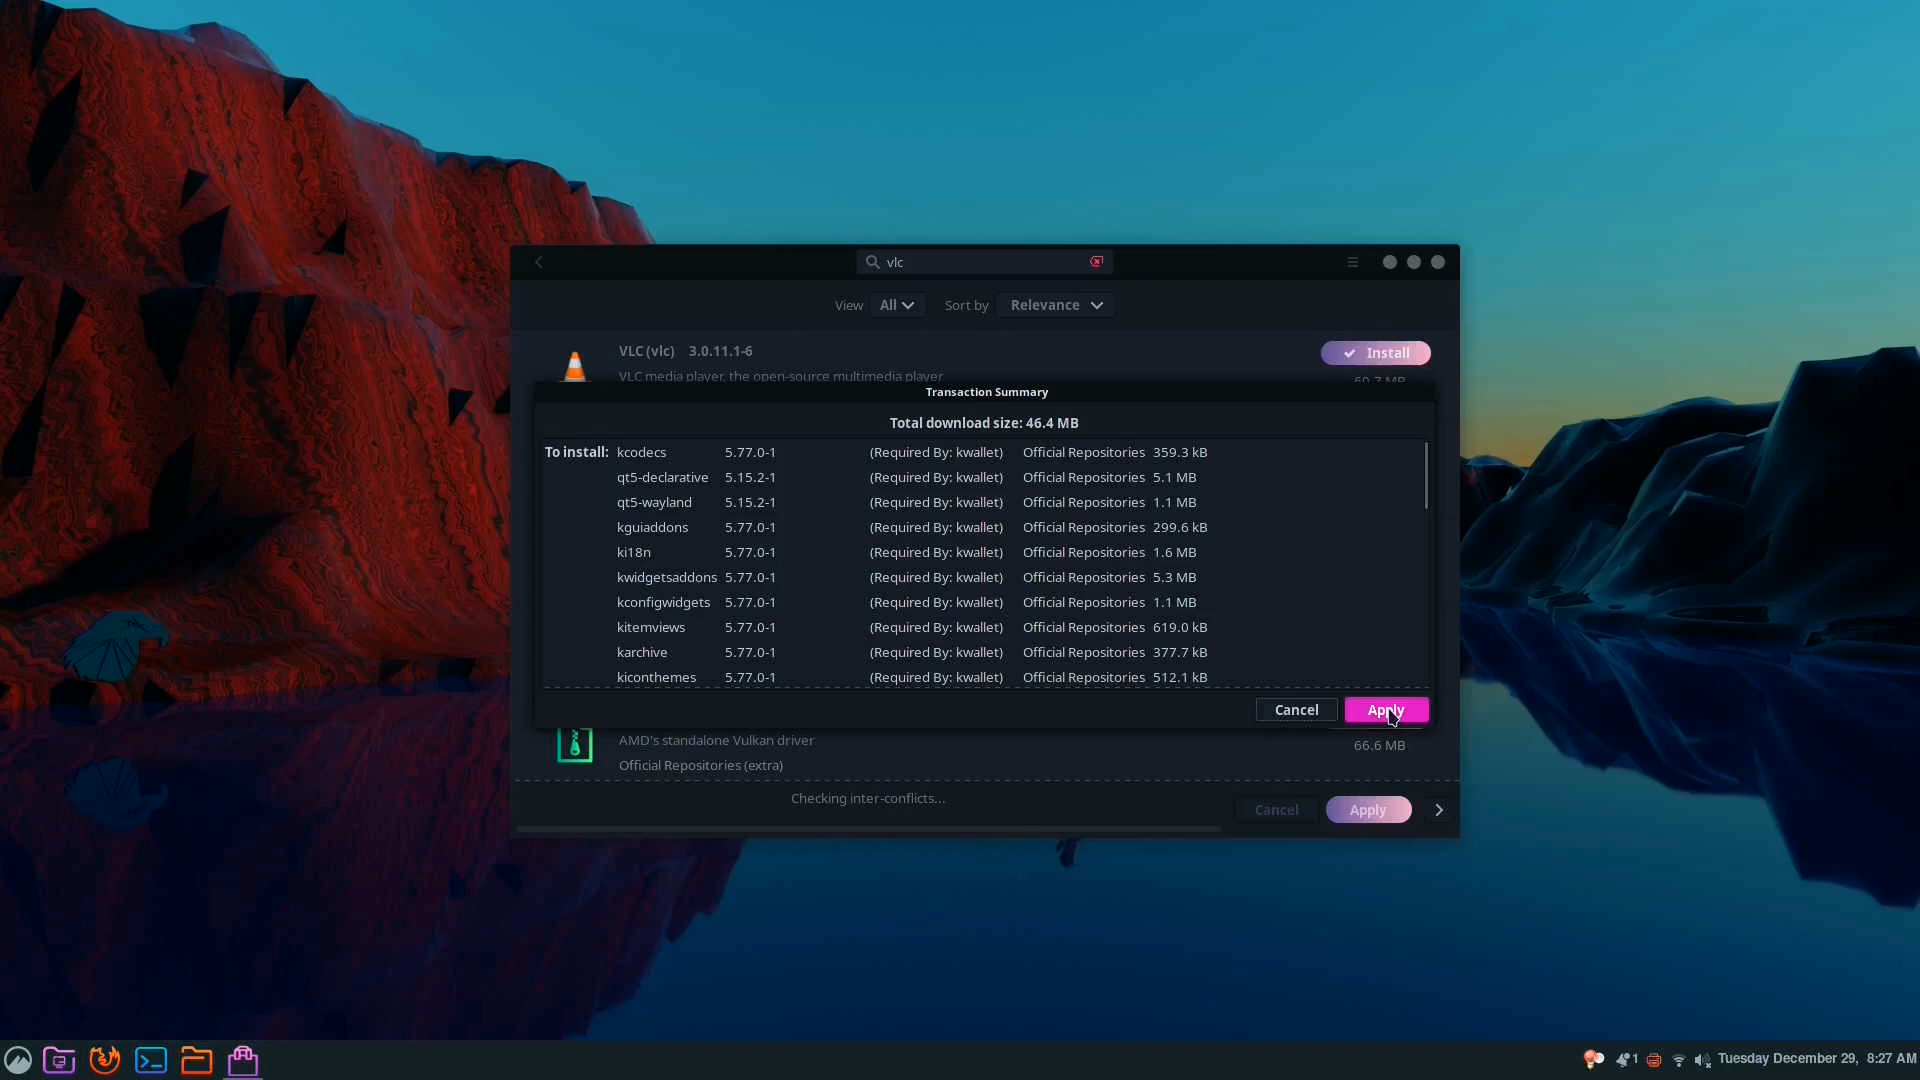 vlc
View All Sort by Relevance
VLC (vlc) 3.0.11.1-6
Install
VLC media player, the open-source multimedia player
Transaction Summary
Total download size: 46.4 MB
To install: kcodecs 5.77.0-1 (Required By: kwallet) Official Repositories 359.3 kB
qt5-declarative 5.15.2-1 (Required By: kwallet) Official Repositories 5.1 MB
qt5-wayland 5.15.2-1 (Required By: kwallet) Official Repositories 1.1 MB
kguiaddons 5.77.0-1 (Required By: kwallet) Official Repositories 299.6 kB
ki18n 5.77.0-1 (Required By: kwallet) Official Repositories 1.6 MB
kwidgetsaddons 5.77.0-1 (Required By: kwallet) Official Repositories 5.3 MB
kconfigwidgets 5.77.0-1 (Required By: kwallet) Official Repositories 1.1 MB
kitemviews 5.77.0-1 (Required By: kwallet) Official Repositories 619.0 kB
karchive 5.77.0-1 (Required By: kwallet) Official Repositories 377.7 kB
kiconthemes 5.77.0-1 (Required By: kwallet) Official Repositories 512.1 kB
Cancel Apply
AMD's standalone Vulkan driver
66.6 MB
Official Repositories (extra)
Checking inter-conflicts...
Cancel Apply
1 Tuesday December 29, 8:27 AM